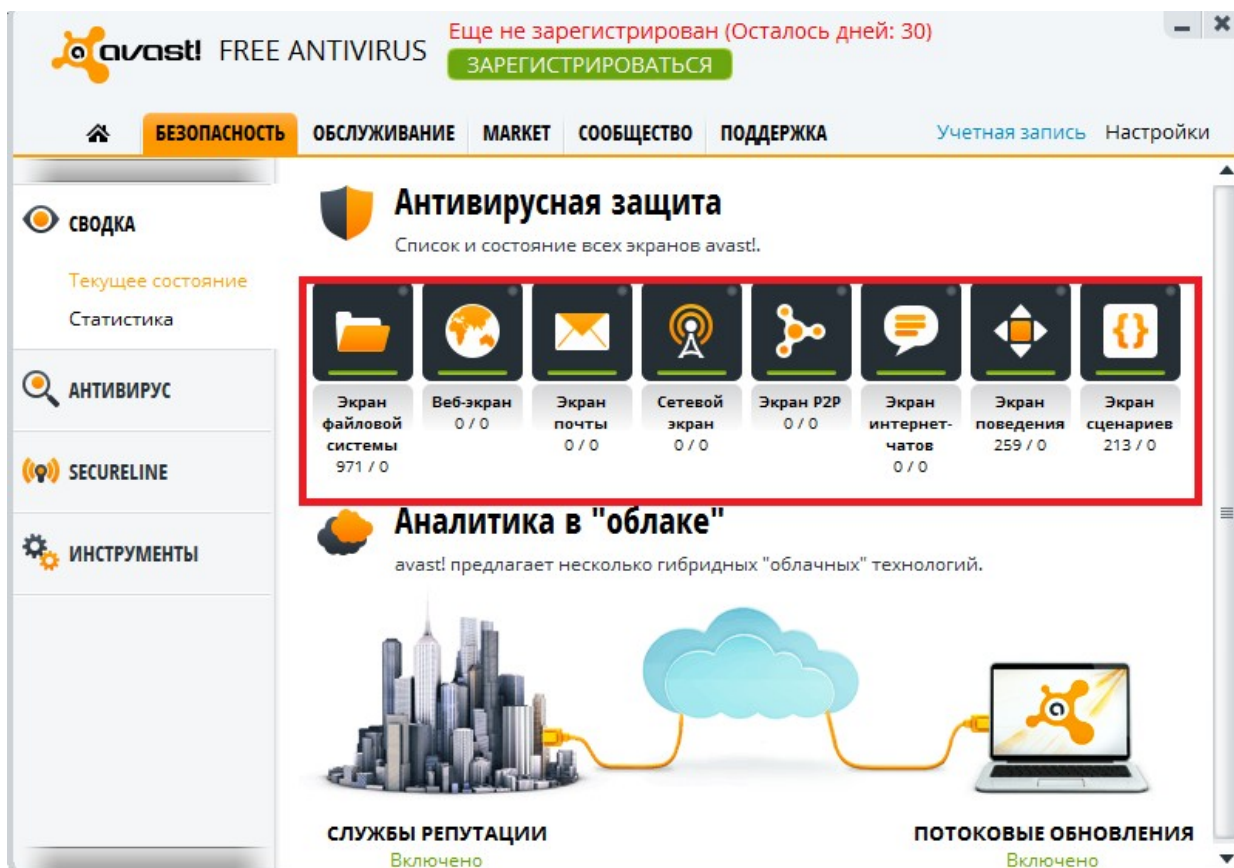 avast! FREE ANTIVIRUS
Еще не зарегистрирован (Осталось дней: 30)
ЗАРЕГИСТРИРОВАТЬСЯ
БЕЗОПАСНОСТЬ ОБСЛУЖИВАНИЕ MARKET СООБЩЕСТВО ПОДДЕРЖКА Учетная запись Настройки
СВОДКА
Текущее состояние
Статистика
АНТИВИРУС
SECURELINE
ИНСТРУМЕНТЫ
Антивирусная защита
Список и состояние всех экранов avast!.
Экран
файловой
системы
971 / 0
Веб-экран
0 / 0
Экран
почты
0 / 0
Сетевой
экран
0 / 0
Экран P2P
0 / 0
Экран
интернет-
чатов
0 / 0
Экран
поведения
259 / 0
Экран
сценариев
213 / 0
Аналитика в "облаке"
avast! предлагает несколько гибридных "облачных" технологий.
СЛУЖБЫ РЕПУТАЦИИ
Включено
ПОТОКОВЫЕ ОБНОВЛЕНИЯ
Включено